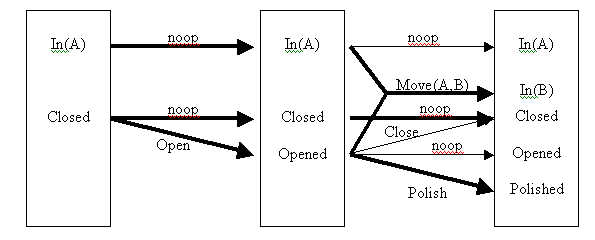 noop
noop
In(A)
In(A)
In(A)
Move(A,B)
In(B)
noop
noop
Closed
Closed
Closed
Close
Open
noop
Opened
Opened
Polish
Polished